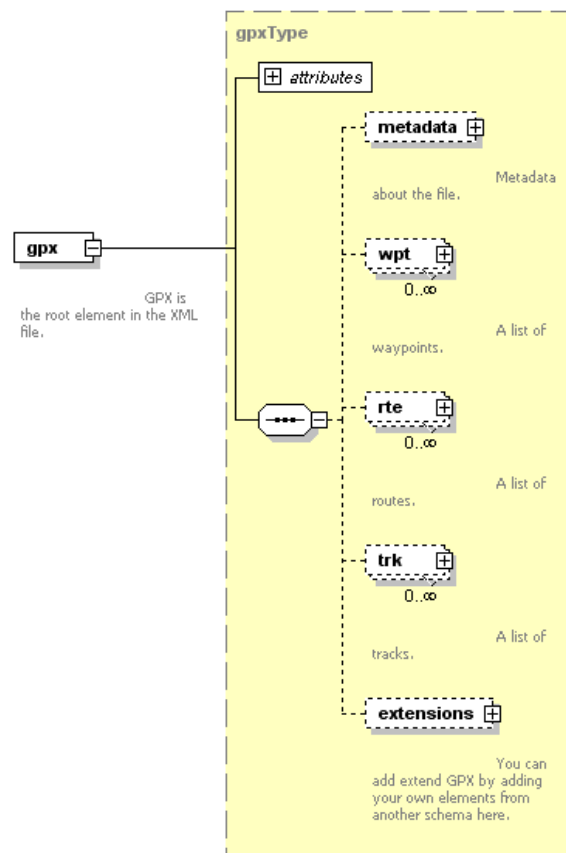 gpxType
attributes
metadata
Metadata
about the file.
gpx
GPX is
the root element in the XML
file.
wpt
0..∞
A list of
waypoints.
rte
0..∞
A list of
routes.
trk
0..∞
A list of
tracks.
extensions
You can
add extend GPX by adding
your own elements from
another schema here.